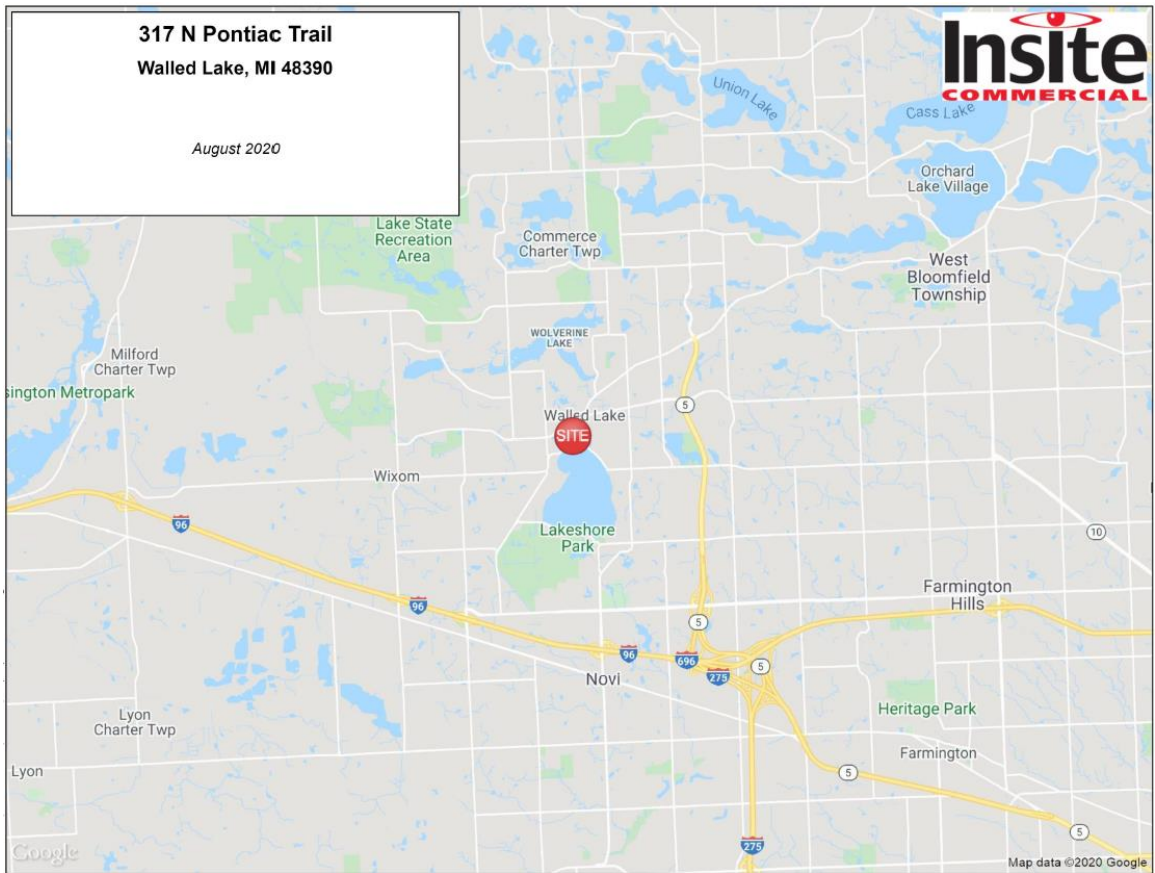 317 N Pontiac Trail
Walled Lake, MI 48390
August 2020
Insite
COMMERCIAL
Union Lake
Cass Lake
Orchard
Lake Village
Lake State
Recreation
Area
Commerce
Charter Twp
West
Bloomfield
Township
WOLVERINE
LAKE
Milford
Charter Twp
sington Metropark
5
Walled Lake
SITE
Wixom
96
Lakeshore
Park
10
Farmington
Hills
96
5
96
696
5
275
Novi
Lyon
Charter Twp
Heritage Park
Farmington
Lyon
5
5
275
Google
Map data ©2020 Google